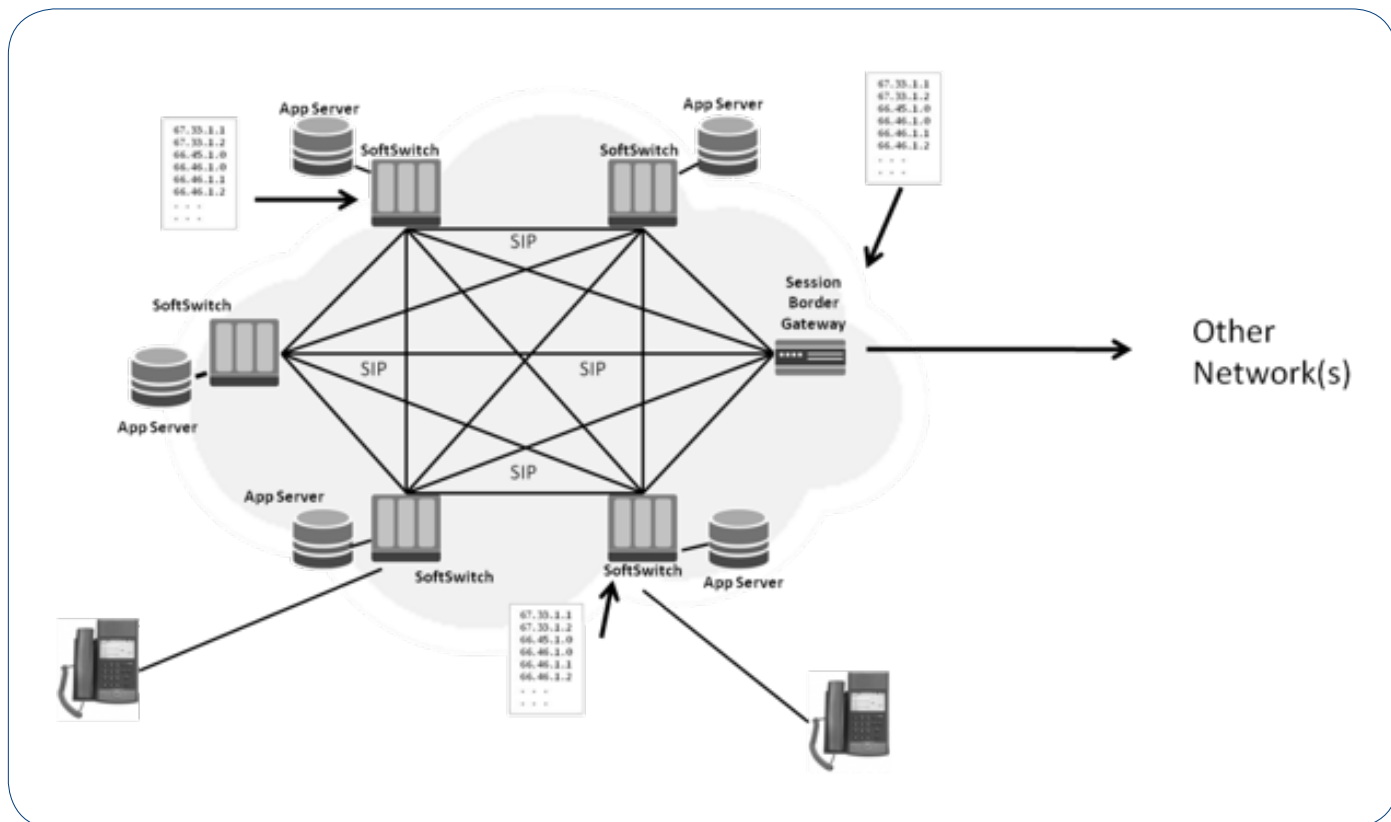 App Server
SoftSwitch
67.33.1.1
67.33.1.2
66.45.1.0
66.46.1.0
66.46.1.1
66.46.1.2
. . .
. . .
App Server
SoftSwitch
67.33.1.1
67.33.1.2
66.45.1.0
66.46.1.0
66.46.1.1
66.46.1.2
. . .
. . .
SIP
Session
Border
Gateway
SoftSwitch
App Server
SIP
SIP
Other
Network(s)
SIP
App Server
SoftSwitch
SoftSwitch
App Server
67.33.1.1
67.33.1.2
66.45.1.0
66.46.1.0
66.46.1.1
66.46.1.2
. . .
. . .